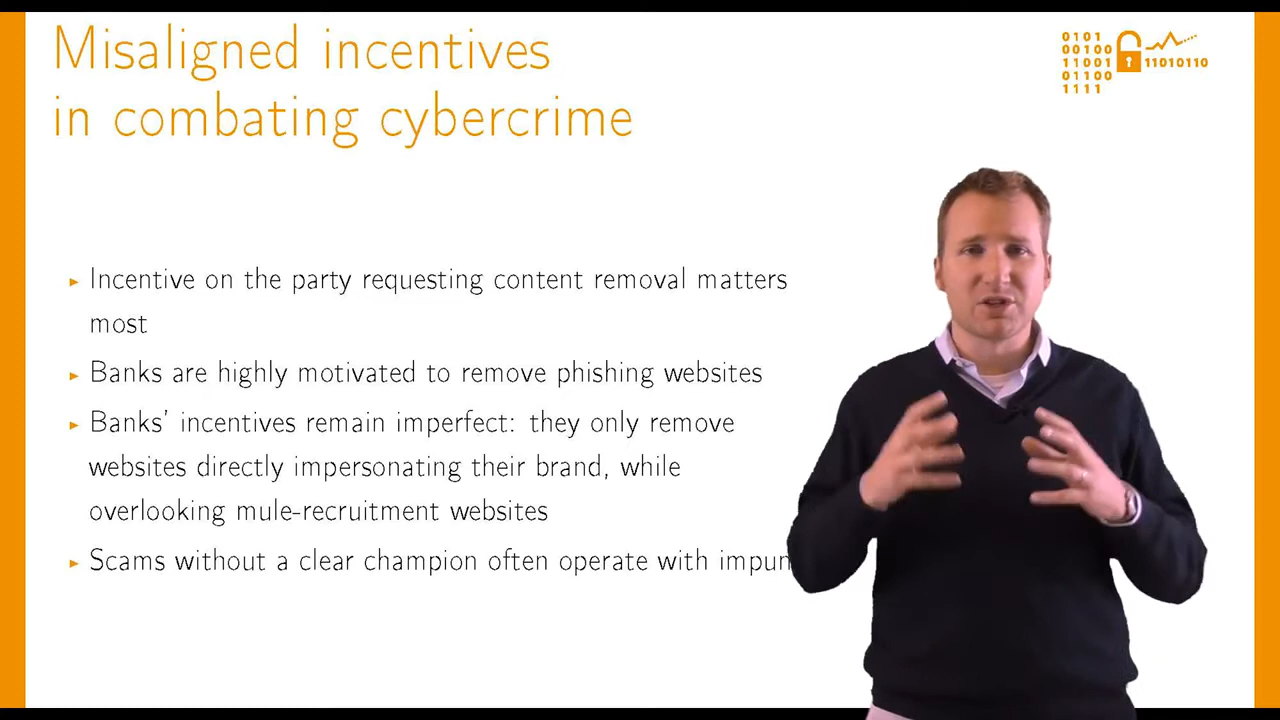 Misaligned incentives
in combating cybercrime
0101
00100
11001
01100
1111
11010110
Incentive on the party requesting content removal matters
most
Banks are highly motivated to remove phishing websites
Banks' incentives remain imperfect: they only remove
websites directly impersonating their brand, while
overlooking mule-recruitment websites
Scams without a clear champion often operate with